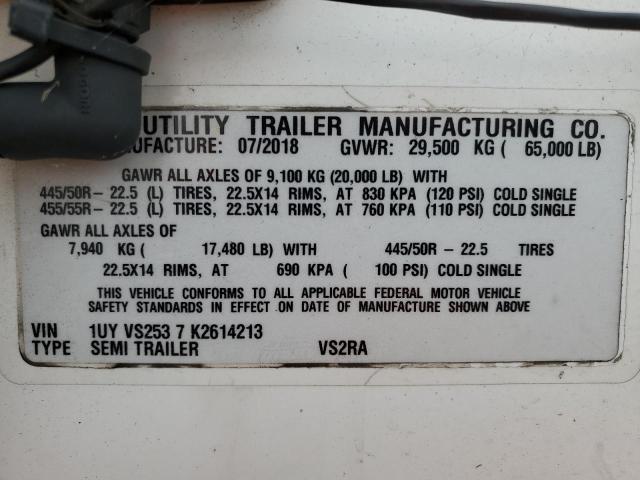 UTILITY TRAILER MANUFACTURING CO.
MANUFACTURE: 07/2018 GVWR: 29,500 KG ( 65,000 LB)
GAWR ALL AXLES OF 9,100 KG (20,000 LB) WITH
445/50R- 22.5 (L) TIRES, 22.5X14 RIMS, AT 830 KPA (120 PSI) COLD SINGLE
455/55R- 22.5 (L) TIRES, 22.5X14 RIMS, AT 760 KPA (110 PSI) COLD SINGLE
GAWR ALL AXLES OF
7,940 KG ( 17,480 LB) WITH 445/50R - 22.5 TIRES
22.5X14 RIMS, AT 690 KPA ( 100 PSI) COLD SINGLE
THIS VEHICLE CONFORMS TO ALL APPLICABLE FEDERAL MOTOR VEHICLE
SAFETY STANDARDS IN EFFECT ON DATE OF MANUFACTURE SHOWN ABOVE
VIN 1UY VS253 7 K2614213
TYPE SEMI TRAILER VS2RA